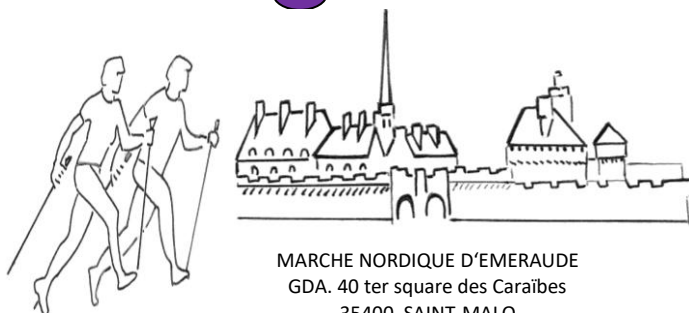 MARCHE NORDIQUE D'EMERAUDE
GDA. 40 ter square des Caraïbes
35400 SAINT-MALO